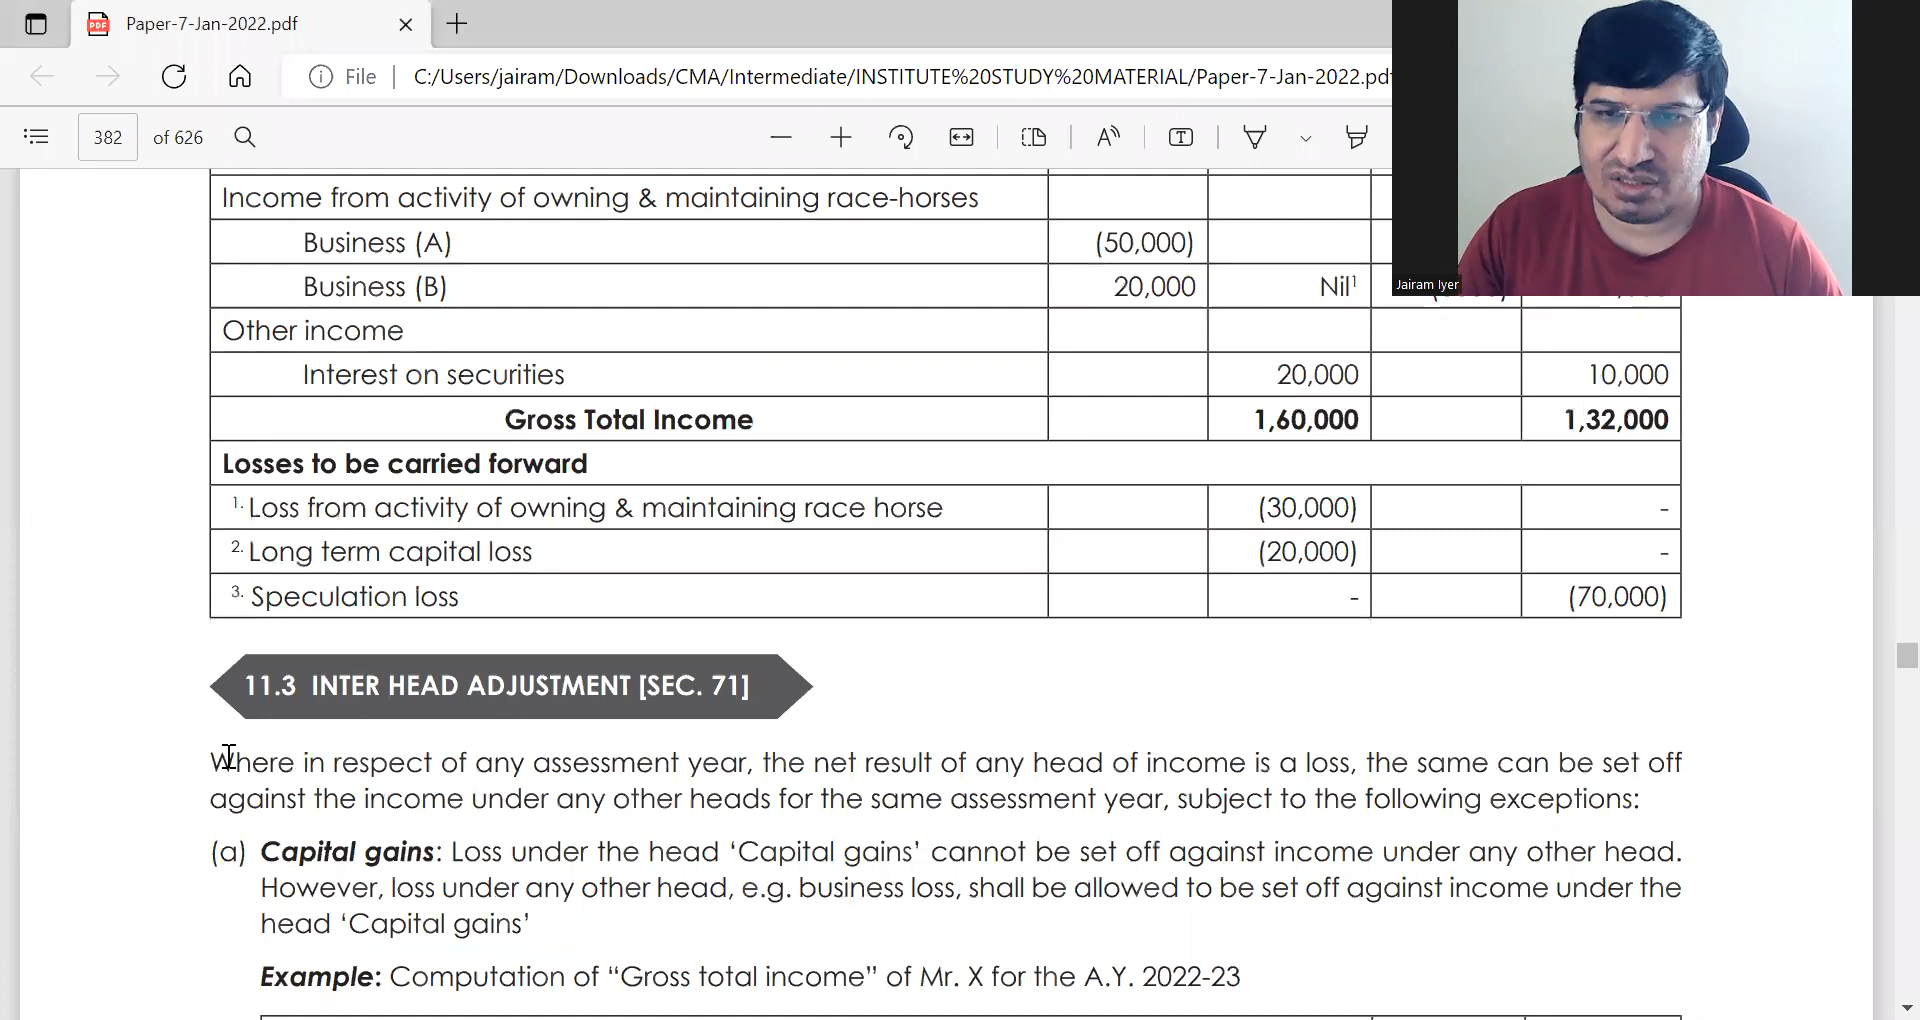 Paper-7-Jan-2022.pdf
File C:/Users/jairam/Downloads/CMA/Intermediate/INSTITUTE%20STUDY%20MATERIAL/Paper-7-Jan-2022.pdf
382 of 626
Jairam Iyer
Income from activity of owning & maintaining race-horses
Business (A) (50,000)
Business (B) 20,000 Nil¹
Other income
Interest on securities 20,000 10,000
Gross Total Income 1,60,000 1,32,000
Losses to be carried forward
1. Loss from activity of owning & maintaining race horse (30,000) -
2. Long term capital loss (20,000) -
3. Speculation loss - (70,000)
11.3 INTER HEAD ADJUSTMENT [SEC. 71]
Where in respect of any assessment year, the net result of any head of income is a loss, the same can be set off
against the income under any other heads for the same assessment year, subject to the following exceptions:
(a) Capital gains: Loss under the head ‘Capital gains’ cannot be set off against income under any other head.
However, loss under any other head, e.g. business loss, shall be allowed to be set off against income under the
head ‘Capital gains’
Example: Computation of “Gross total income” of Mr. X for the A.Y. 2022-23